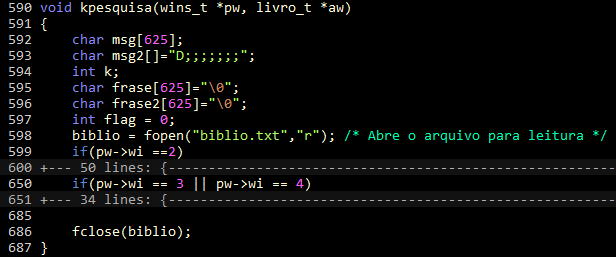 590 void kpesquisa(wins_t *pw, livro_t *aw)
591 {
592     char msg[625];
593     char msg2[]="D;;;;;;;";
594     int k;
595     char frase[625]="\0";
596     char frase2[625]="\0";
597     int flag = 0;
598     biblio = fopen("biblio.txt","r"); /* Abre o arquivo para leitura */
599     if(pw->wi ==2)
600 +--- 50 lines: {---------------------------------------------------------
650     if(pw->wi == 3 || pw->wi == 4)
651 +--- 34 lines: {---------------------------------------------------------
685
686     fclose(biblio);
687 }